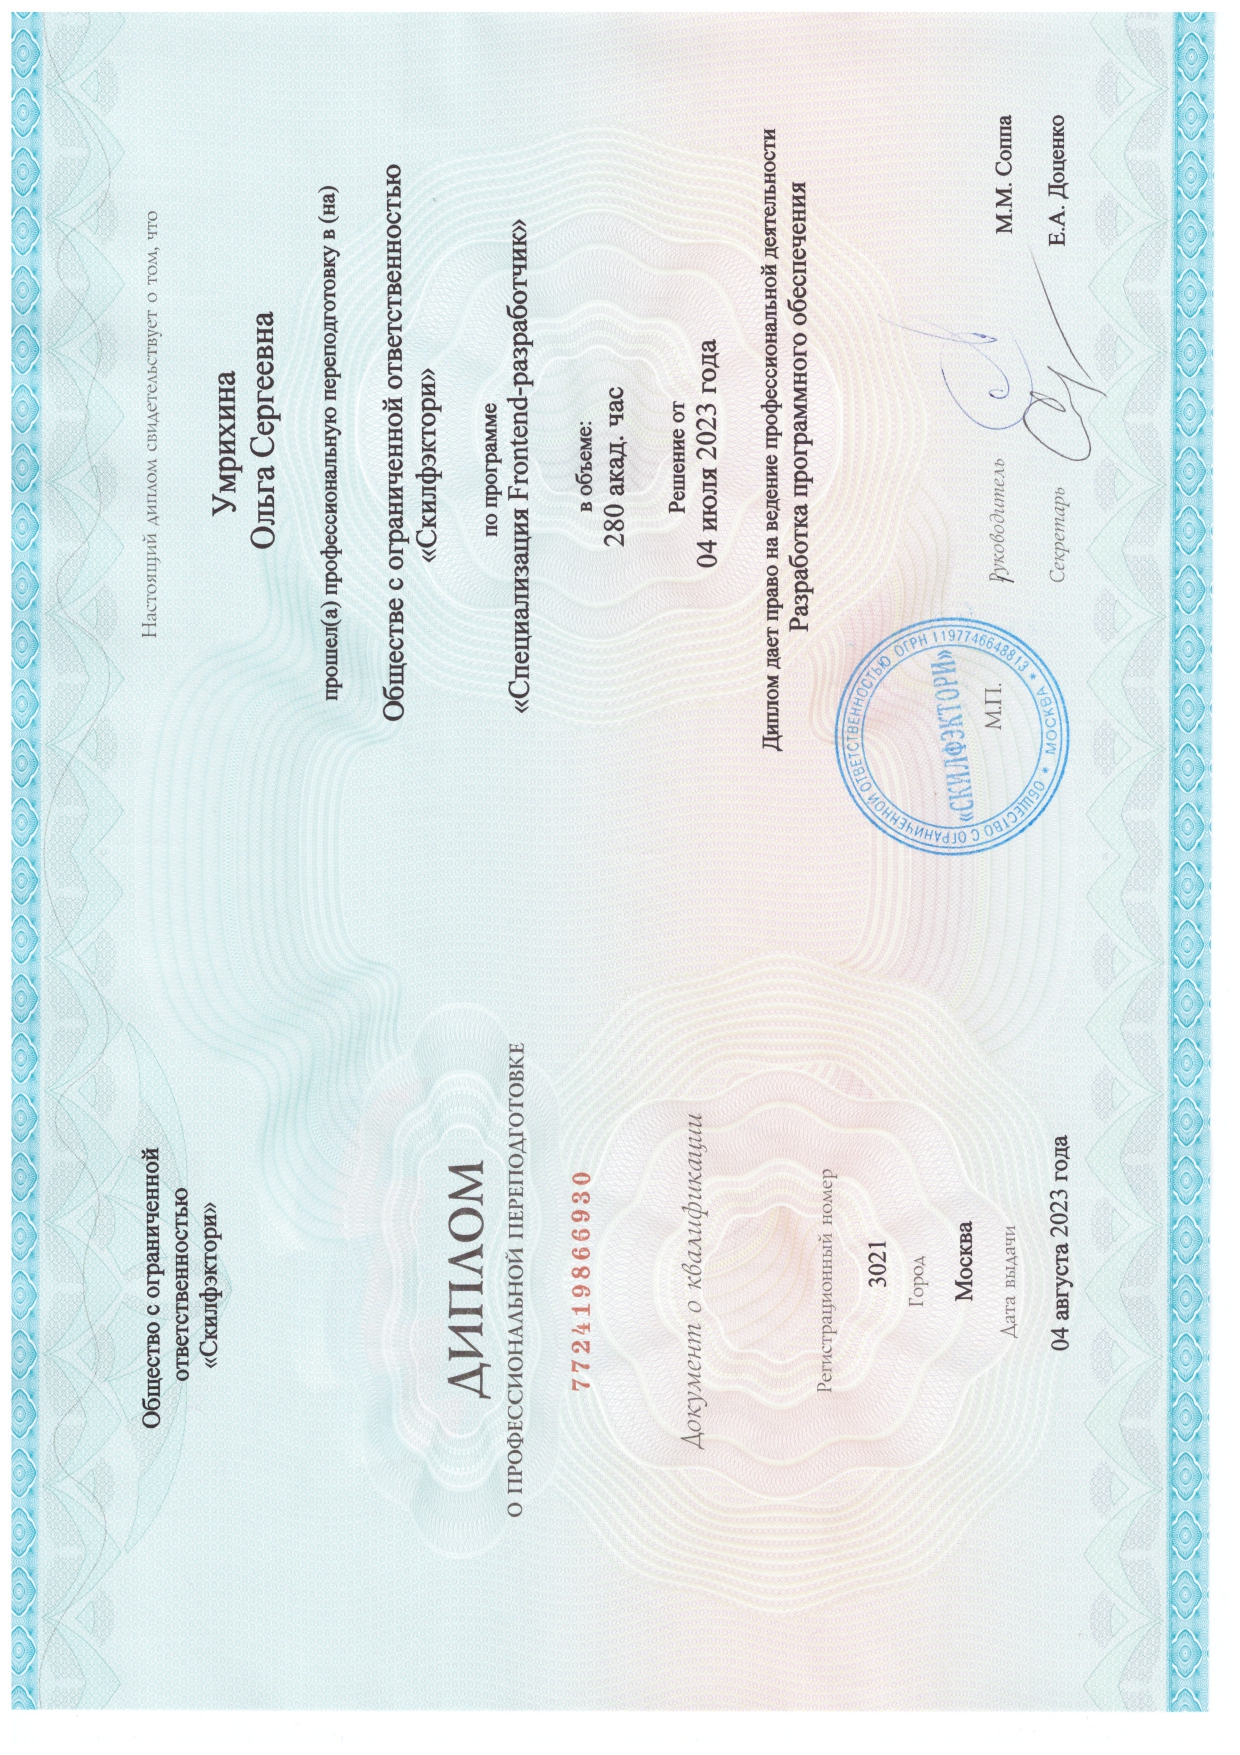 Общество с ограниченной
ответственностью
«Скилфэктори»
ДИПЛОМ
О ПРОФЕССИОНАЛЬНОЙ ПЕРЕПОДГОТОВКЕ
772419866930
Документ о квалификации
Регистрационный номер
3021
Город
Москва
Дата выдачи
04 августа 2023 года
Настоящий диплом свидетельствует о том, что
Умрихина
Ольга Сергеевна
прошел(а) профессиональную переподготовку в (на)
Обществе с ограниченной ответственностью
«Скилфэктори»
по программе
«Специализация Frontend-разработчик»
в объеме:
280 акад. час
Решение от
04 июля 2023 года
Диплом дает право на ведение профессиональной деятельности
Разработка программного обеспечения
ОБЩЕСТВО С ОГРАНИЧЕННОЙ ОТВЕТСТВЕННОСТЬЮ ОГРН 1197746648813 * МОСКВА *
«СКИЛФЭКТОРИ»
М.П.
Руководитель
М.М. Соппа
Секретарь
Е.А. Доценко